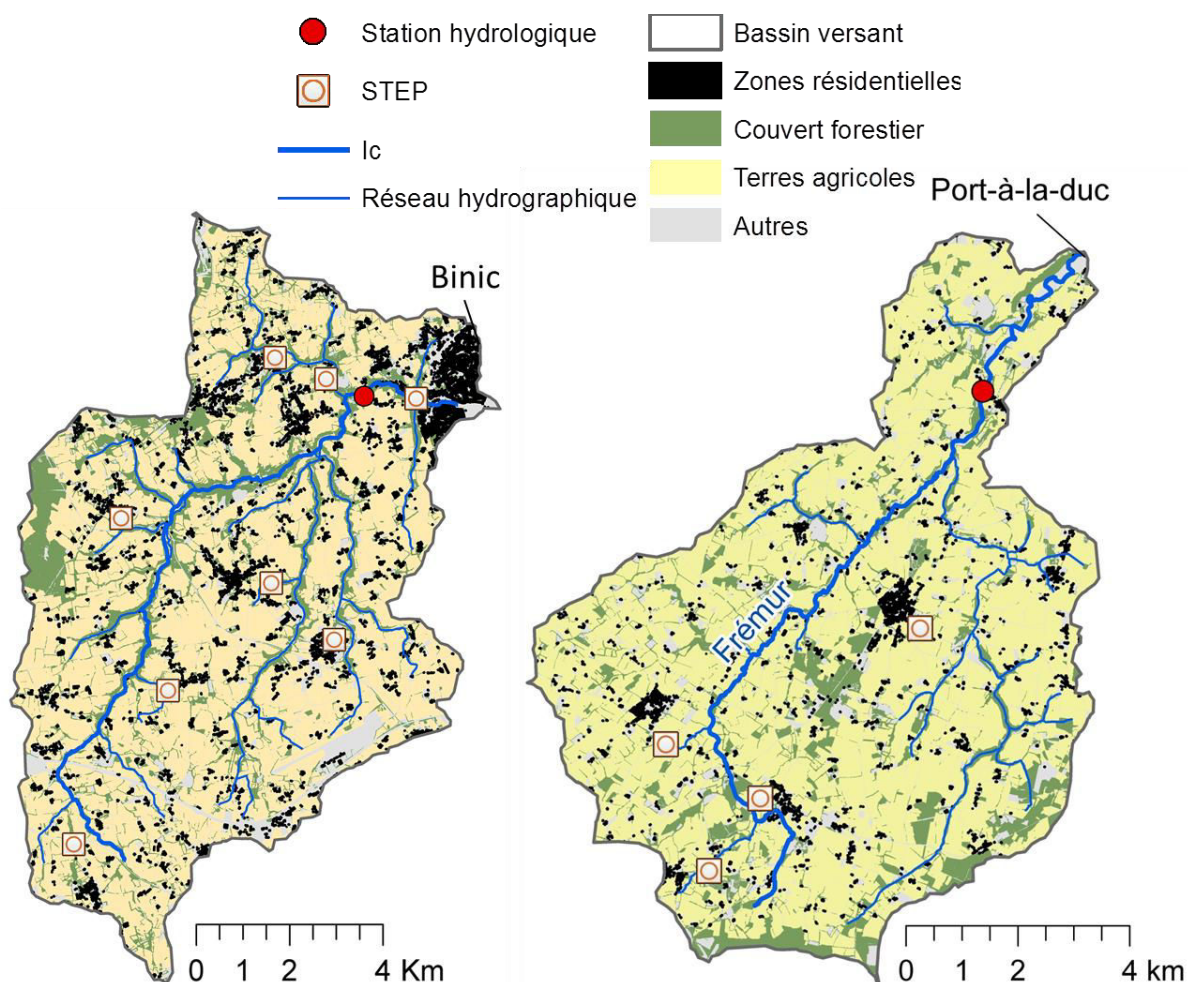 Station hydrologique
STEP
Ic
Réseau hydrographique
Bassin versant
Zones résidentielles
Couvert forestier
Terres agricoles
Autres
Binic
Port-à-la-duc
Frémur
0 1 2 4 Km
0 1 2 4 km